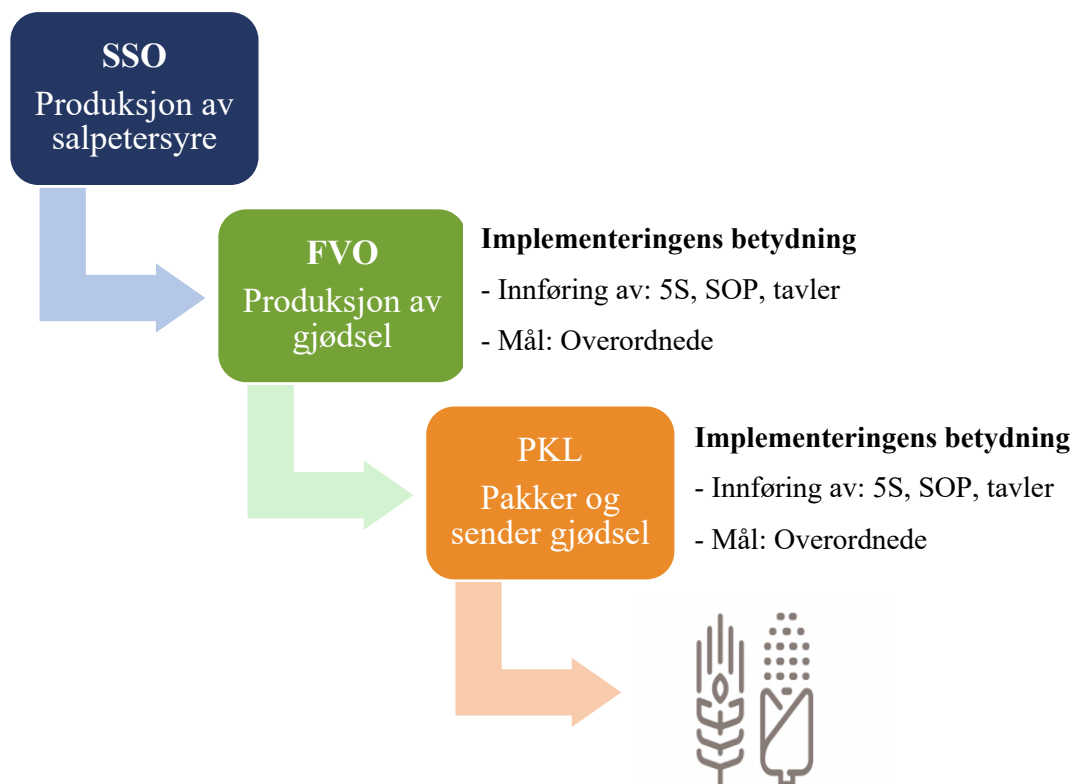 SSO
Produksjon av
salpetersyre
FVO
Produksjon av
gjødsel
Implementeringens betydning
- Innføring av: 5S, SOP, tavler
- Mål: Overordnede
PKL
Pakker og
sender gjødsel
Implementeringens betydning
- Innføring av: 5S, SOP, tavler
- Mål: Overordnede